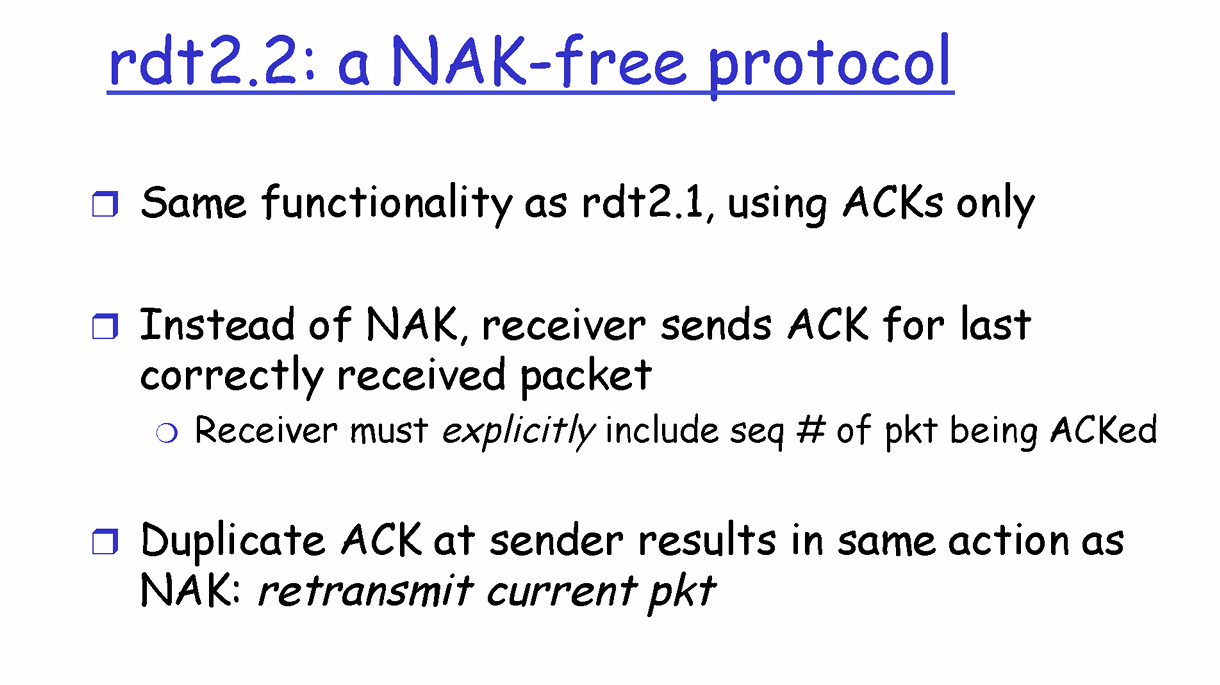 rdt2.2: a NAK-free protocol
Same functionality as rdt2.1, using ACKs only
Instead of NAK, receiver sends ACK for last
correctly received packet
Receiver must explicitly include seq # of pkt being ACKed
Duplicate ACK at sender results in same action as
NAK: retransmit current pkt